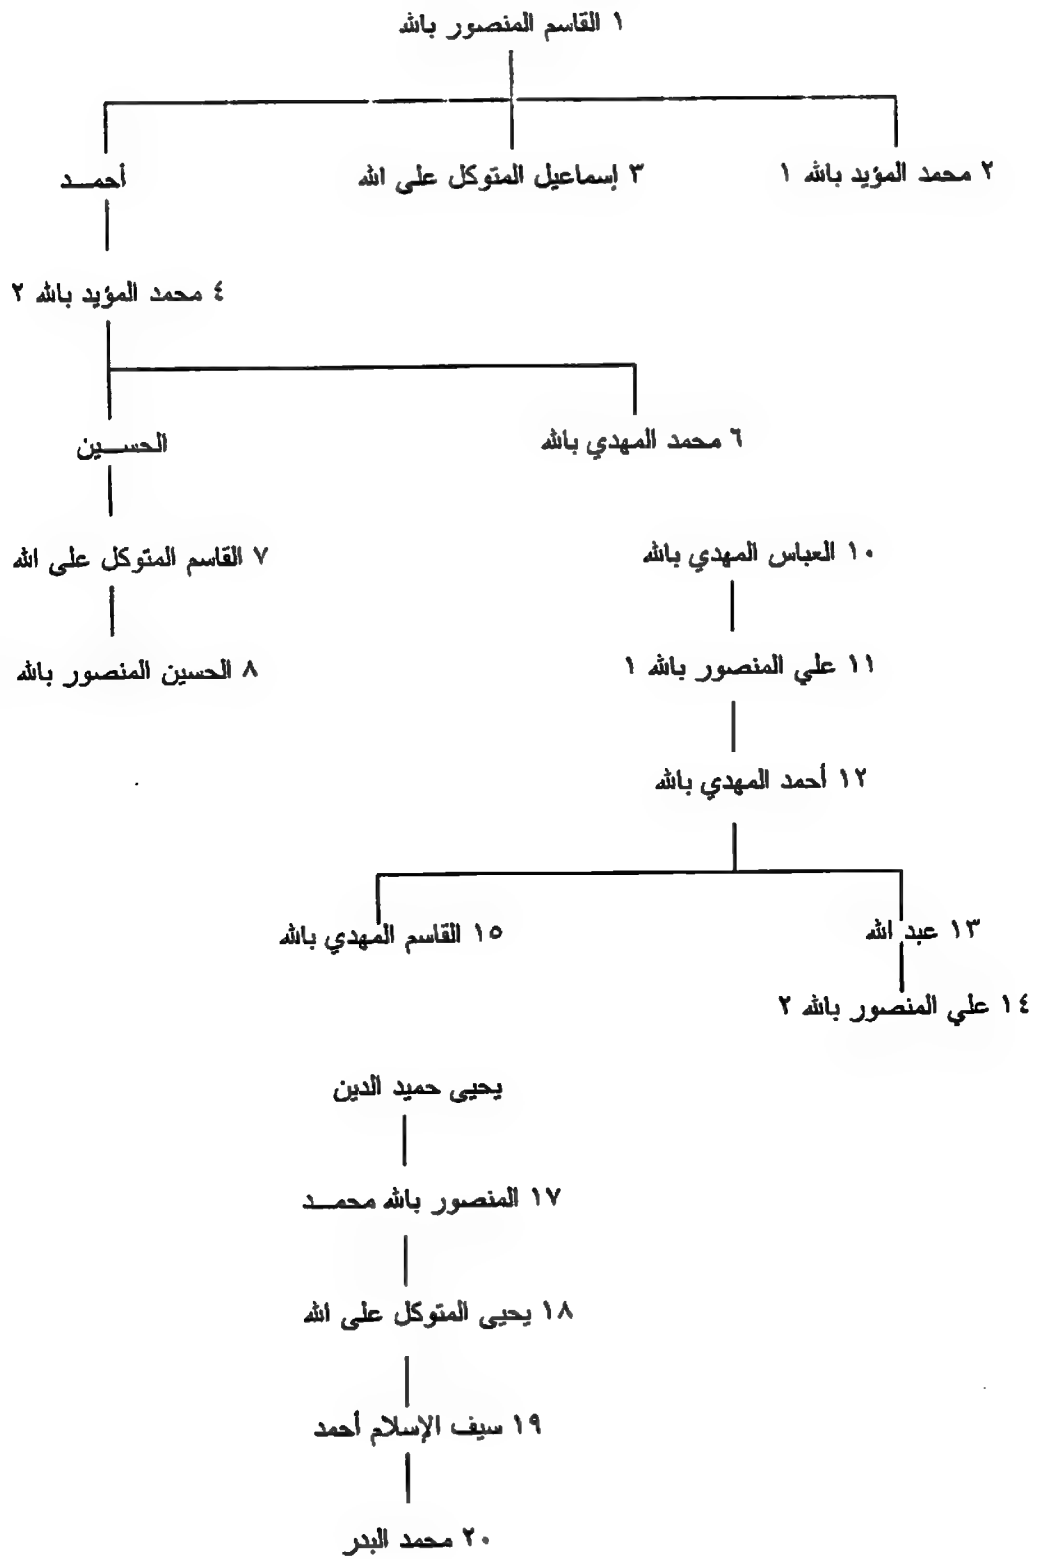 ١ القاسم المنصور بالله
٢ محمد المؤيد بالله ١
٣ إسماعيل المتوكل على الله
أحمـــد
٤ محمد المؤيد بالله ٢
٦ محمد المهدي بالله
الحســـين
١٠ العباس المهدي بالله
٧ القاسم المتوكل على الله
١١ علي المنصور بالله ١
٨ الحسين المنصور بالله
١٢ أحمد المهدي بالله
١٣ عبد الله
١٥ القاسم المهدي بالله
١٤ علي المنصور بالله ٢
يحيى حميد الدين
١٧ المنصور بالله محمـــد
١٨ يحيى المتوكل على الله
١٩ سيف الإسلام أحمد
٢٠ محمد البدر